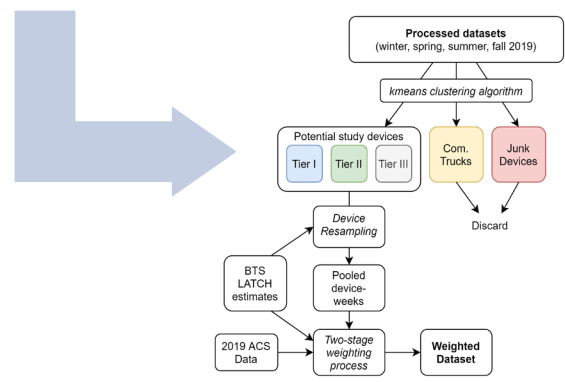 Processed datasets
(winter, spring, summer, fall 2019)
kmeans clustering algorithm
Potential study devices
Tier I
Tier II
Tier III
Com.
Trucks
Junk
Devices
Discard
Device
Resampling
BTS
LATCH
estimates
Pooled
device-
weeks
2019 ACS
Data
Two-stage
weighting
process
Weighted
Dataset